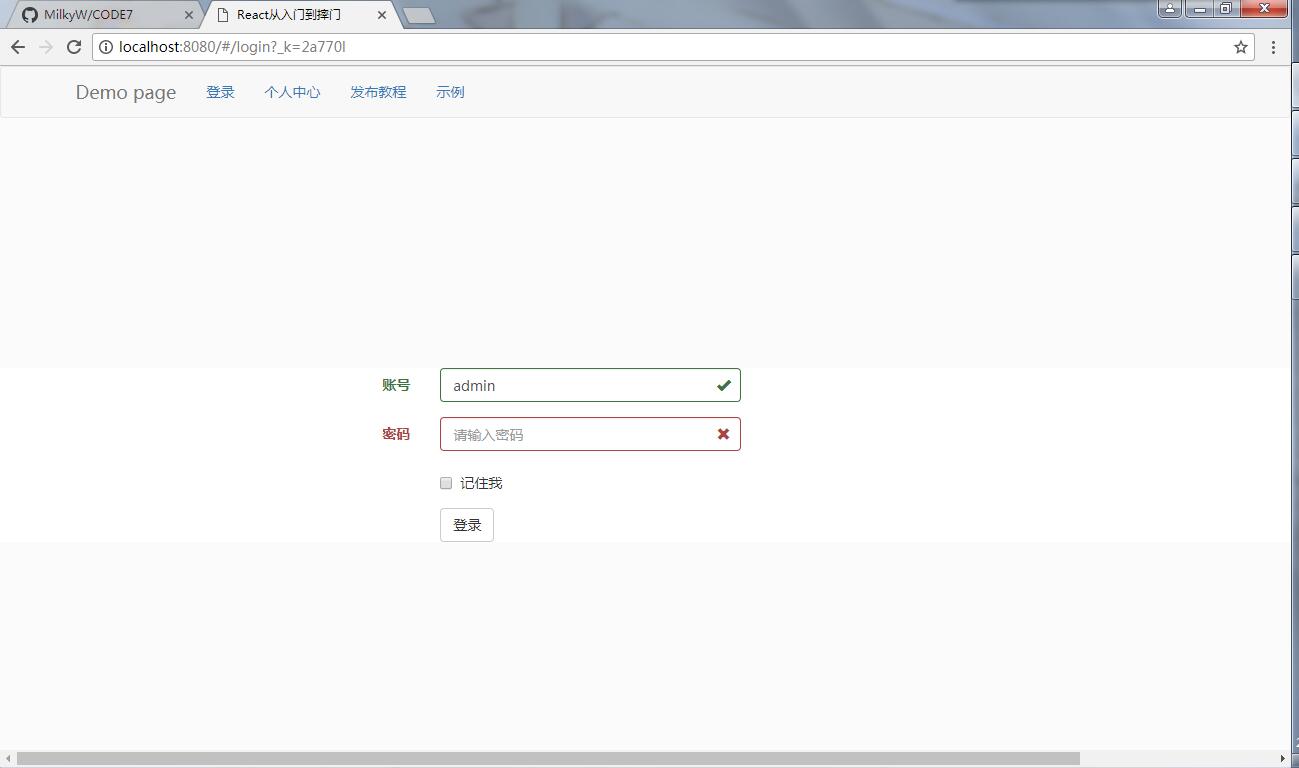 MilkyW/CODE7
React从入门到摔门
localhost:8080/#/login?_k=2a770l
Demo page 登录 个人中心 发布教程 示例
账号 admin
密码 请输入密码
记住我
登录